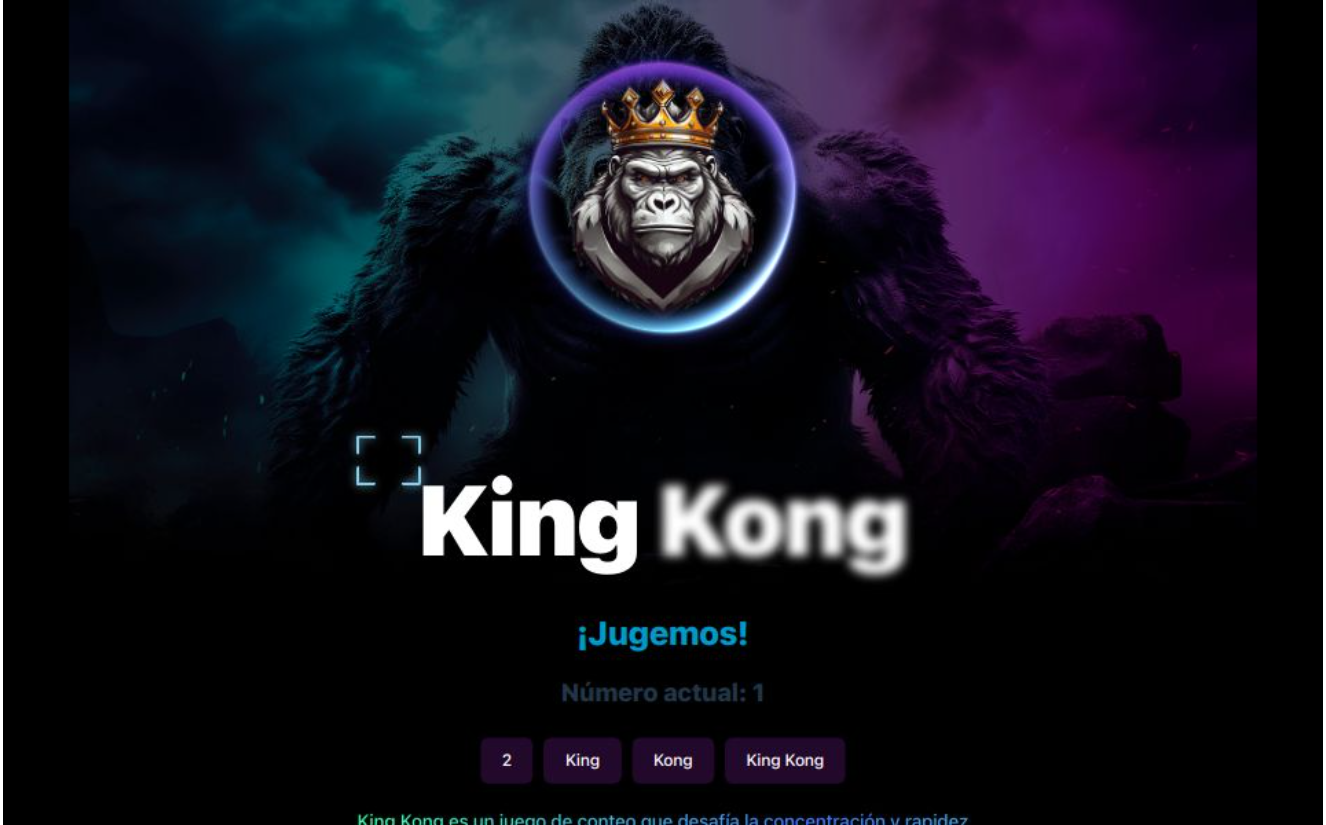 King Kong
¡Jugemos!
Número actual: 1
2 King Kong King Kong
King Kong es un juego de conteo que desafía la concentración y rapidez